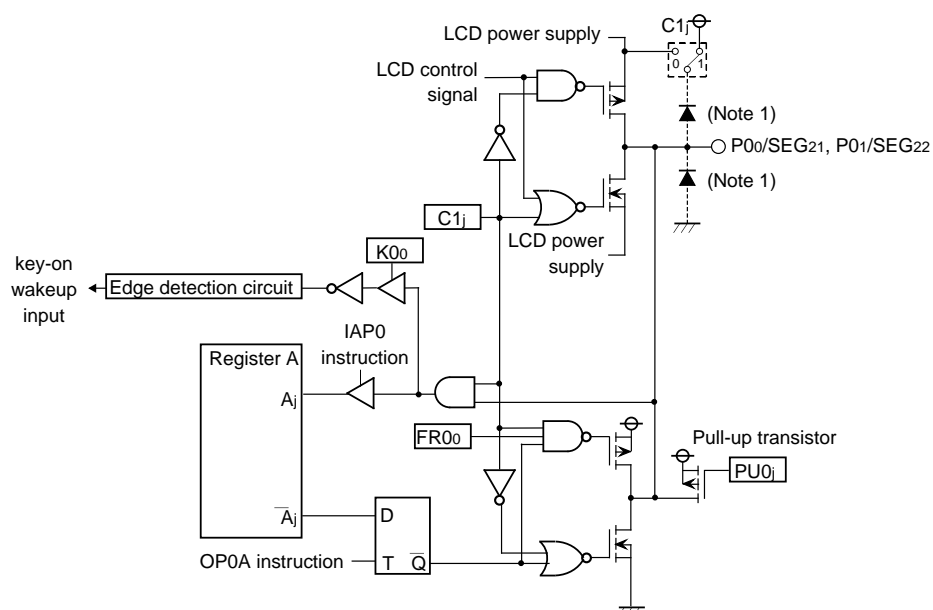 LCD power supply
C1j
LCD control
signal
0 1
(Note 1)
P00/SEG21, P01/SEG22
(Note 1)
C1j
LCD power
supply
K00
key-on
wakeup
input
Edge detection circuit
IAP0
instruction
Register A
Aj
FR00
Pull-up transistor
PU0j
A̅j
D
OP0A instruction
T Q̅